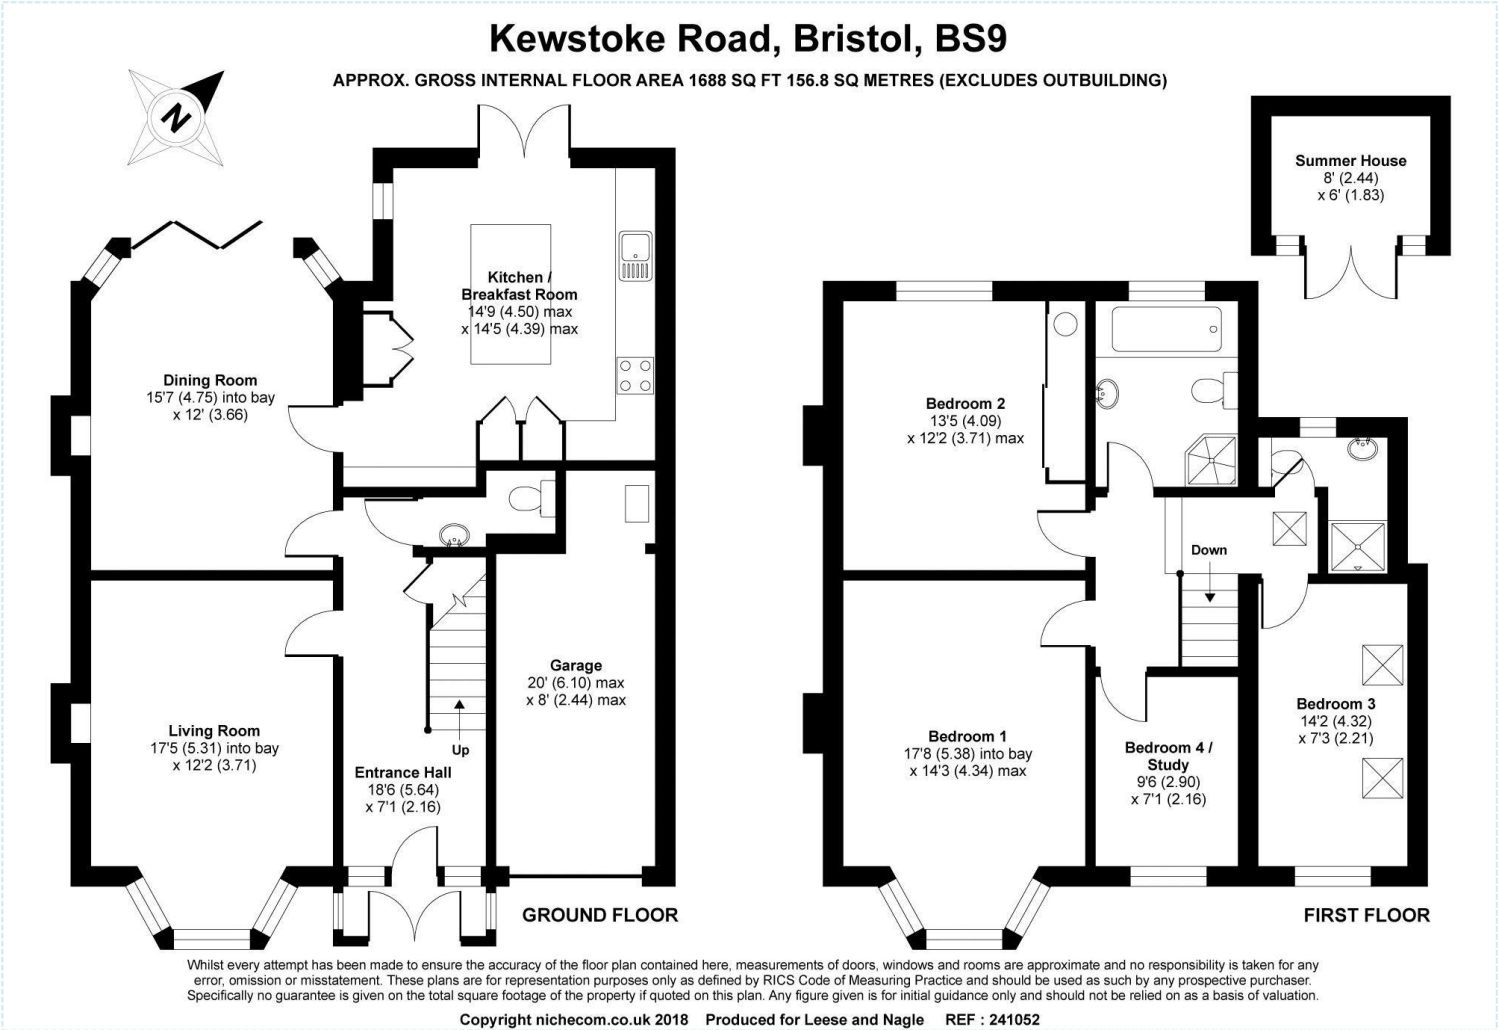 Kewstoke Road, Bristol, BS9
APPROX. GROSS INTERNAL FLOOR AREA 1688 SQ FT 156.8 SQ METRES (EXCLUDES OUTBUILDING)
N
Summer House
8' (2.44)
x 6' (1.83)
Kitchen /
Breakfast Room
14'9 (4.50) max
x 14'5 (4.39) max
Dining Room
15'7 (4.75) into bay
x 12' (3.66)
Bedroom 2
13'5 (4.09)
x 12'2 (3.71) max
Down
Garage
20' (6.10) max
x 8' (2.44) max
Living Room
17'5 (5.31) into bay
x 12'2 (3.71)
Up
Entrance Hall
18'6 (5.64)
x 7'1 (2.16)
Bedroom 1
17'8 (5.38) into bay
x 14'3 (4.34) max
Bedroom 4 /
Study
9'6 (2.90)
x 7'1 (2.16)
Bedroom 3
14'2 (4.32)
x 7'3 (2.21)
GROUND FLOOR
FIRST FLOOR
Whilst every attempt has been made to ensure the accuracy of the floor plan contained here, measurements of doors, windows and rooms are approximate and no responsibility is taken for any
error, omission or misstatement. These plans are for representation purposes only as defined by RICS Code of Measuring Practice and should be used as such by any prospective purchaser.
Specifically no guarantee is given on the total square footage of the property if quoted on this plan. Any figure given is for initial guidance only and should not be relied on as a basis of valuation.
Copyright nichecom.co.uk 2018 Produced for Leese and Nagle REF : 241052